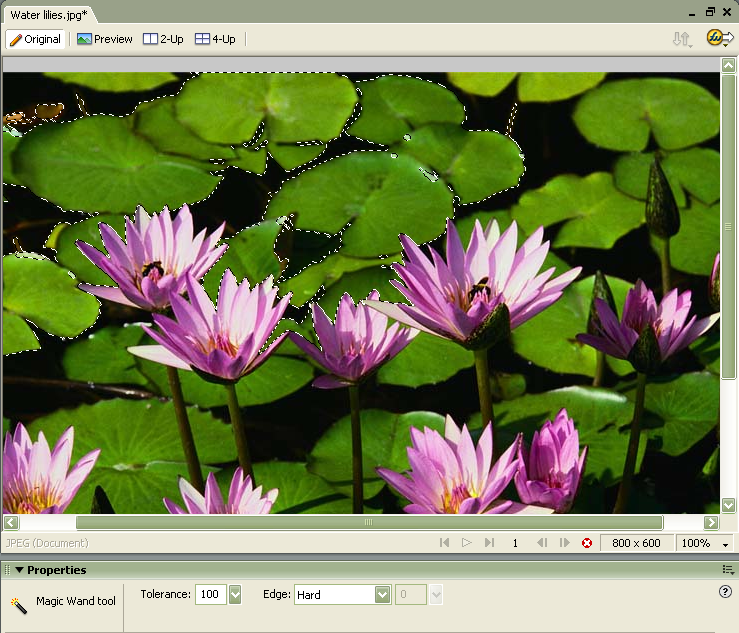 Water lilies.jpg*
Original Preview 2-Up 4-Up
JPEG (Document) 1 800 x 600 100%
Properties
Magic Wand tool Tolerance: 100 Edge: Hard 0